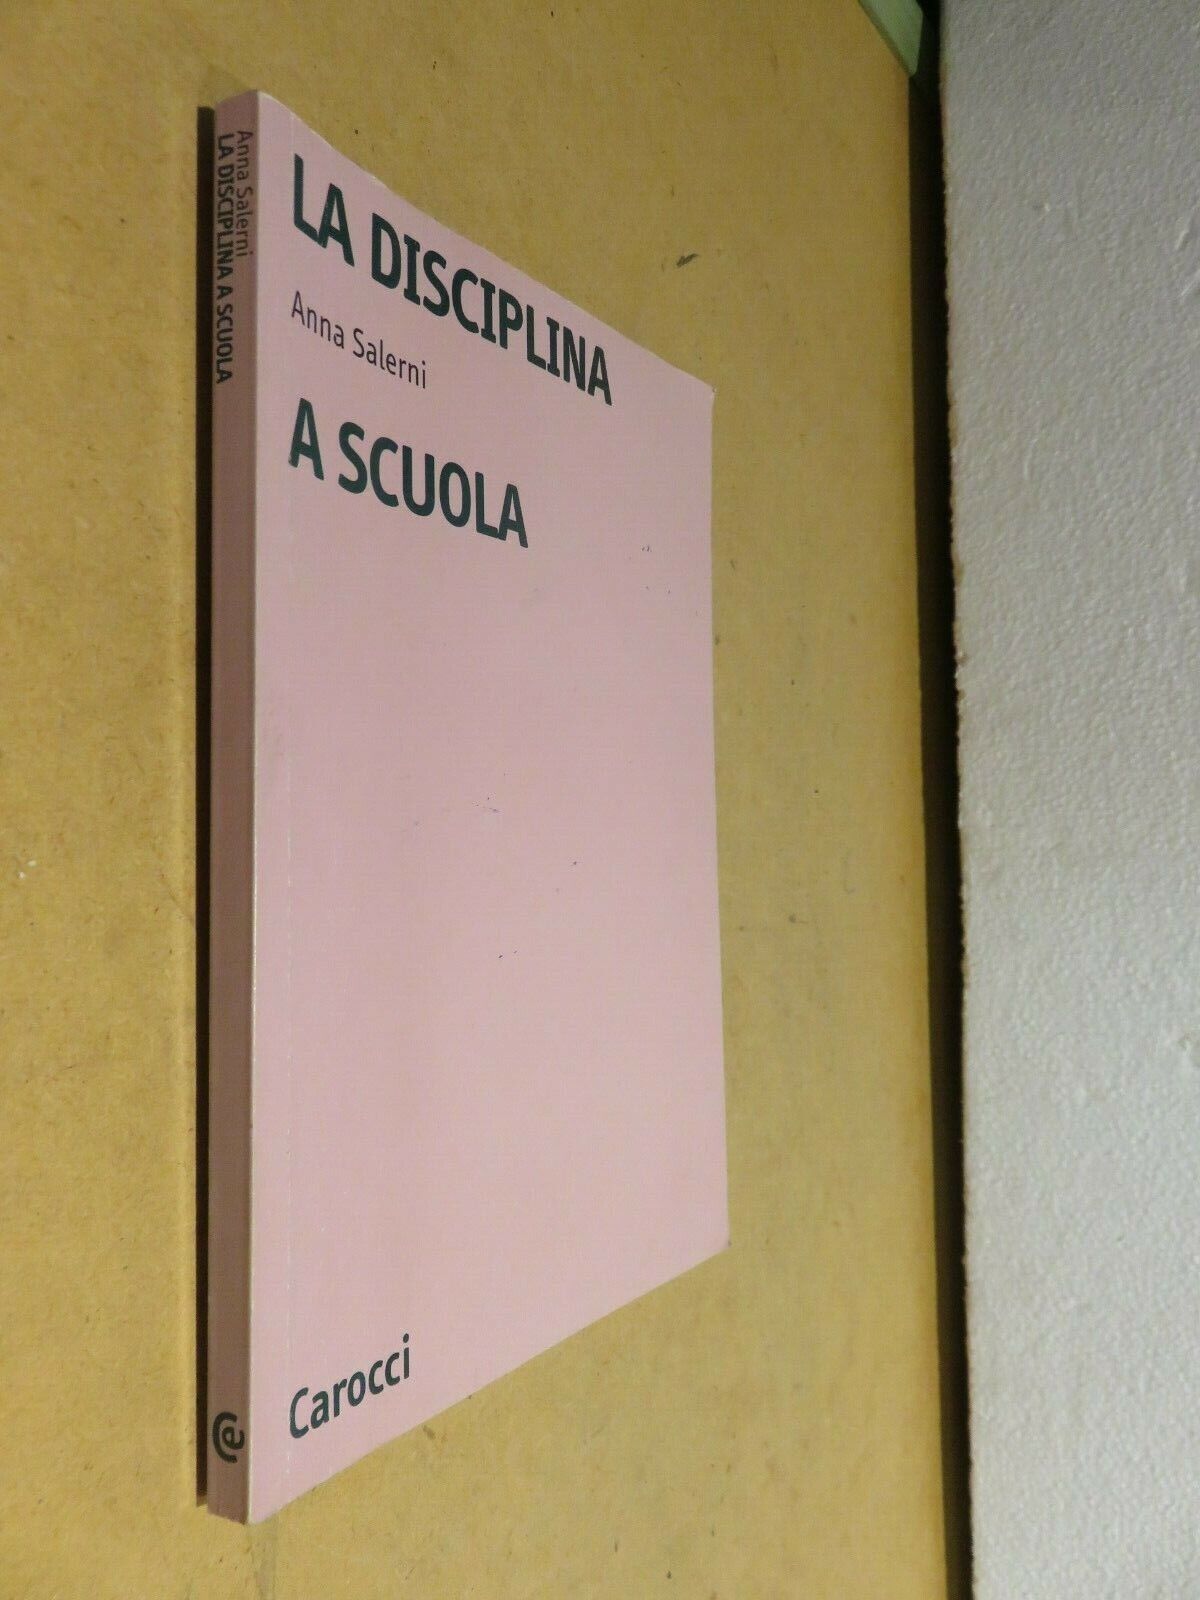 LA DISCIPLINA
Anna Salerni
A SCUOLA
Carocci
Anna Salerni
LA DISCIPLINA A SCUOLA